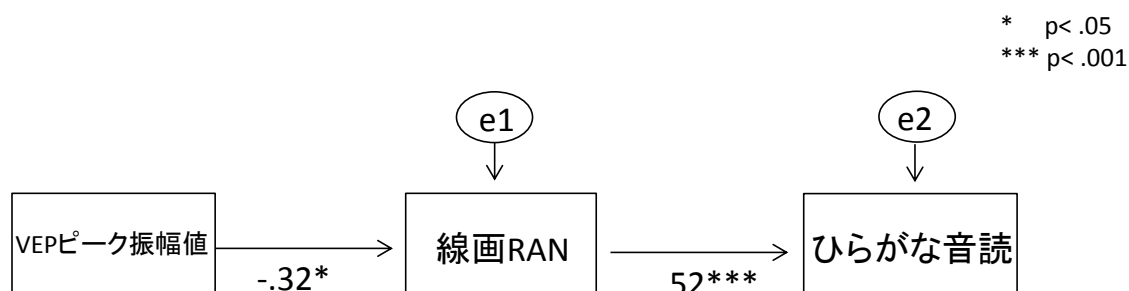 * p< .05
*** p< .001
e1
e2
VEPピーク振幅値
線画RAN
ひらがな音読
-.32*
52***